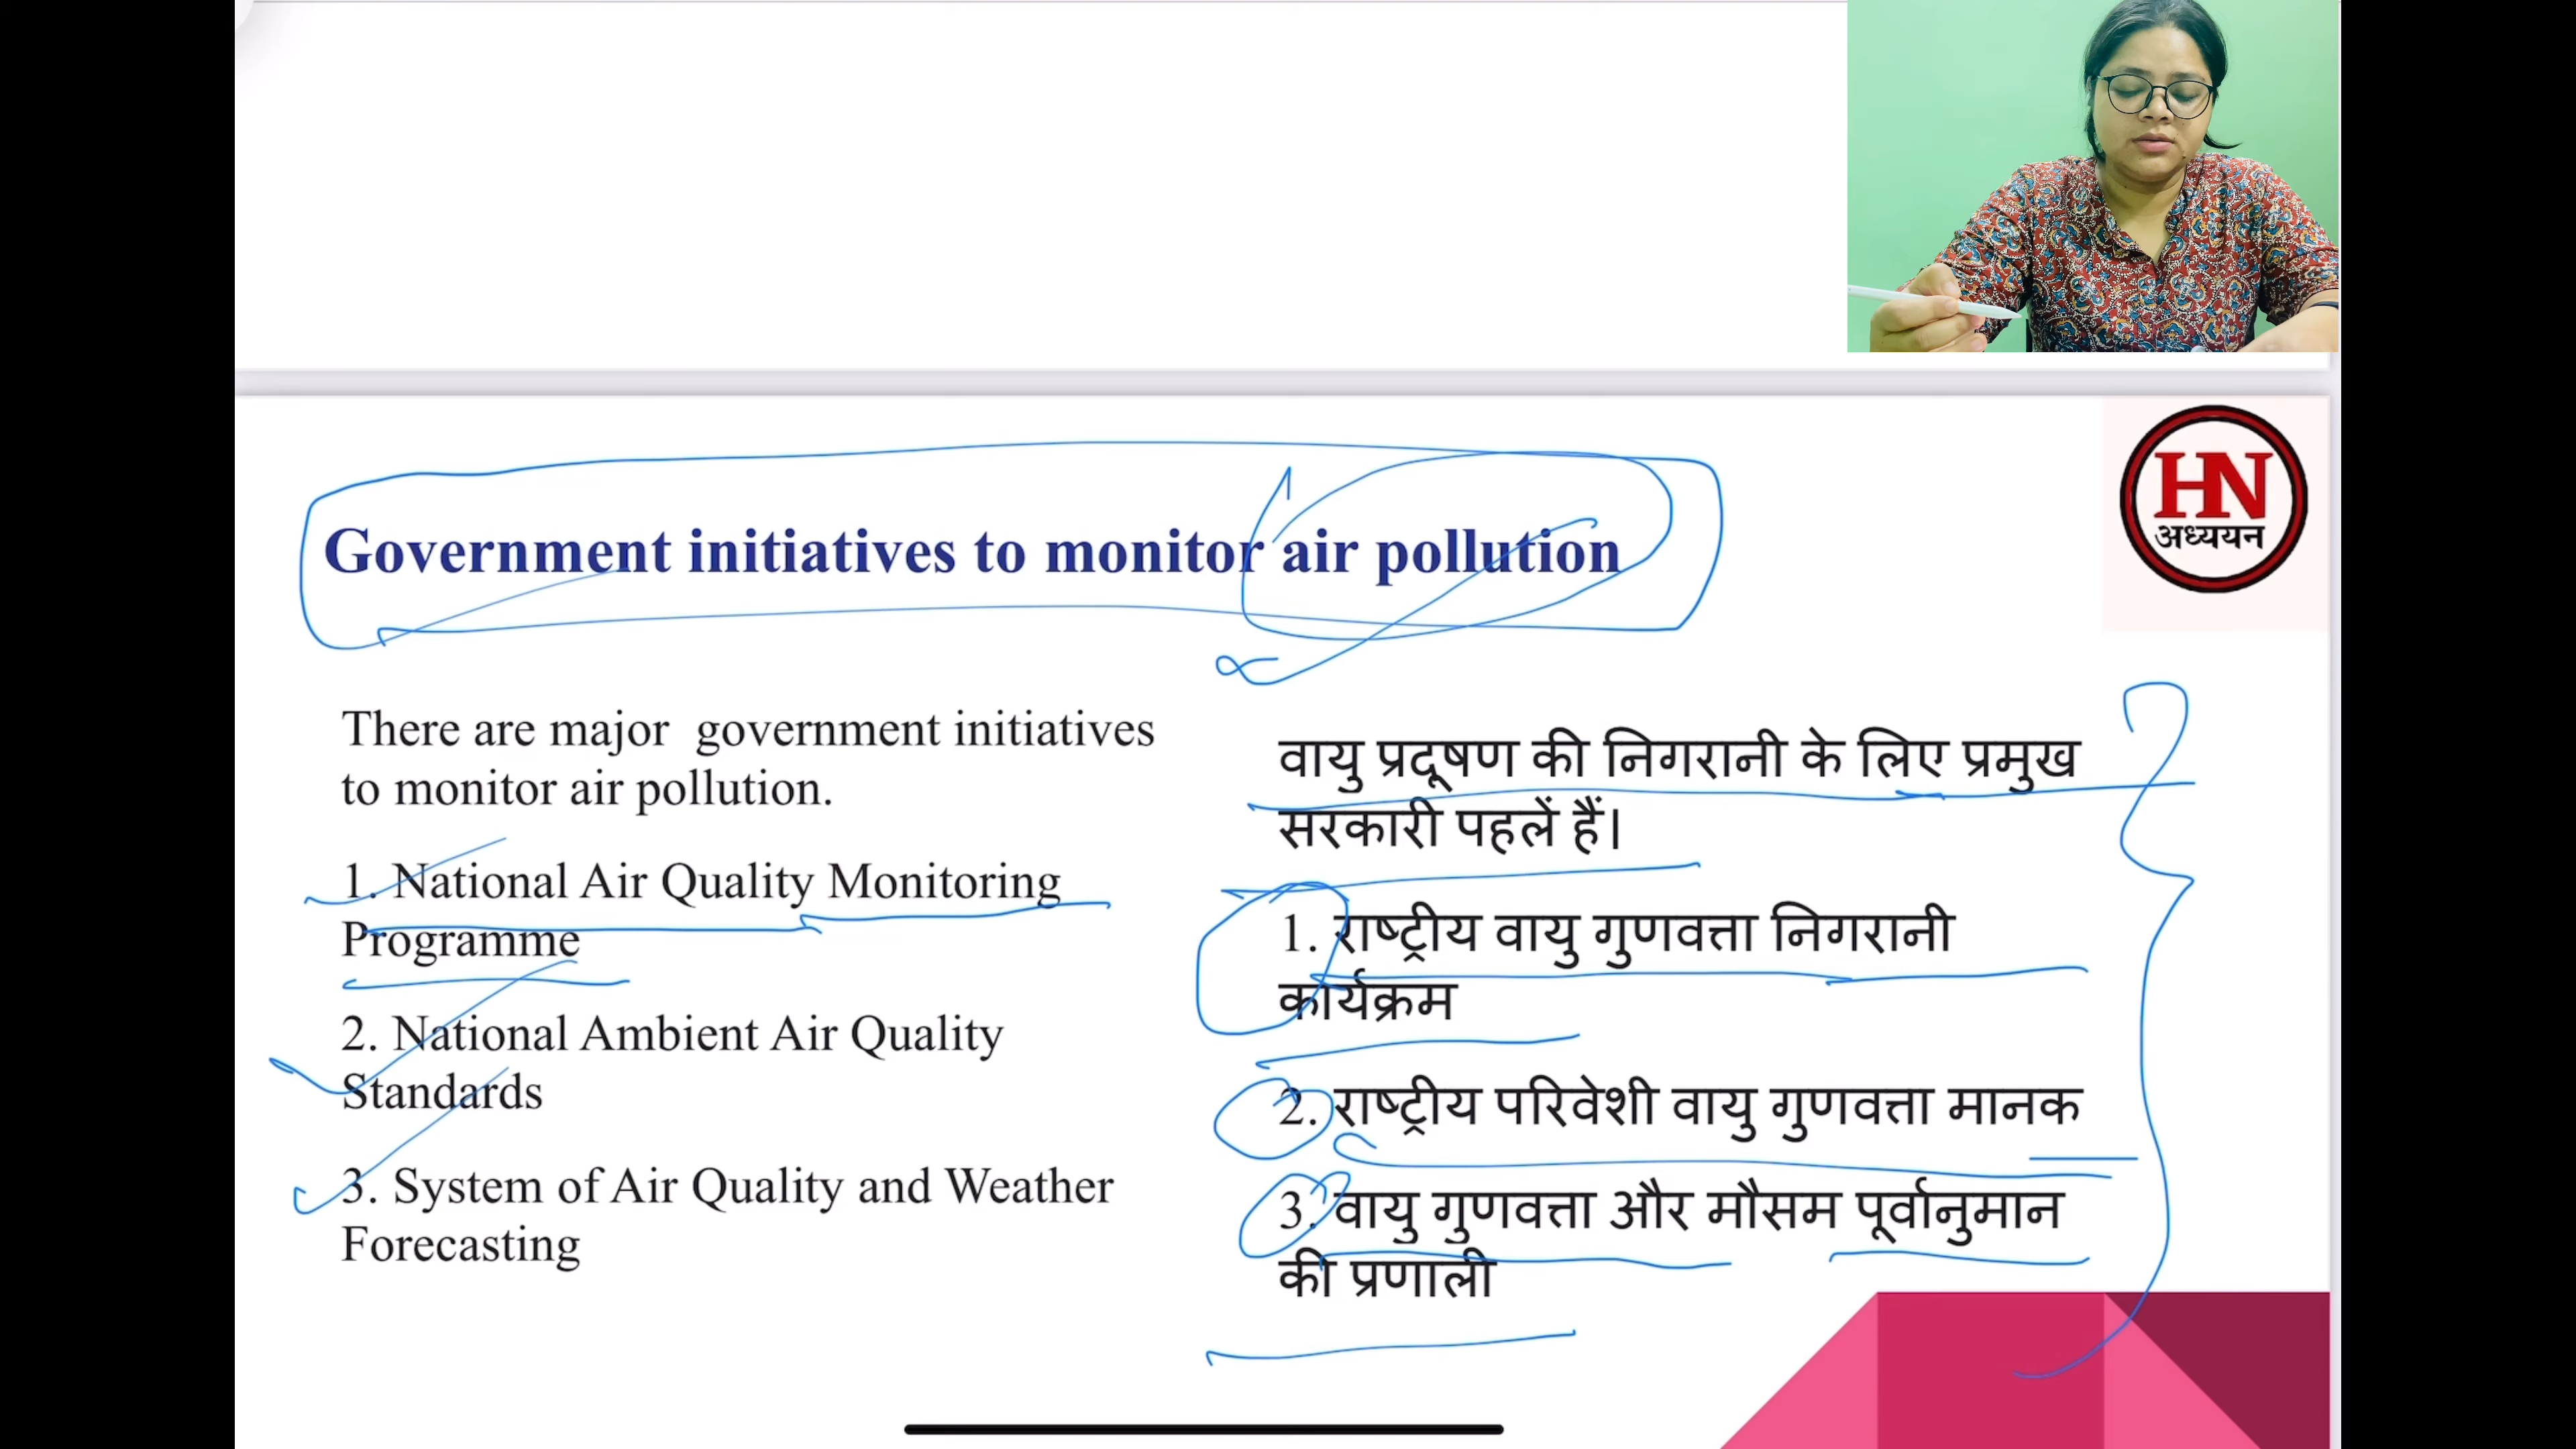 HN
अध्ययन
Government initiatives to monitor air pollution
There are major government initiatives
to monitor air pollution.
1. National Air Quality Monitoring
Programme
2. National Ambient Air Quality
Standards
3. System of Air Quality and Weather
Forecasting
वायु प्रदूषण की निगरानी के लिए प्रमुख
सरकारी पहलें हैं।
1. राष्ट्रीय वायु गुणवत्ता निगरानी
कार्यक्रम
2. राष्ट्रीय परिवेशी वायु गुणवत्ता मानक
3. वायु गुणवत्ता और मौसम पूर्वानुमान
की प्रणाली